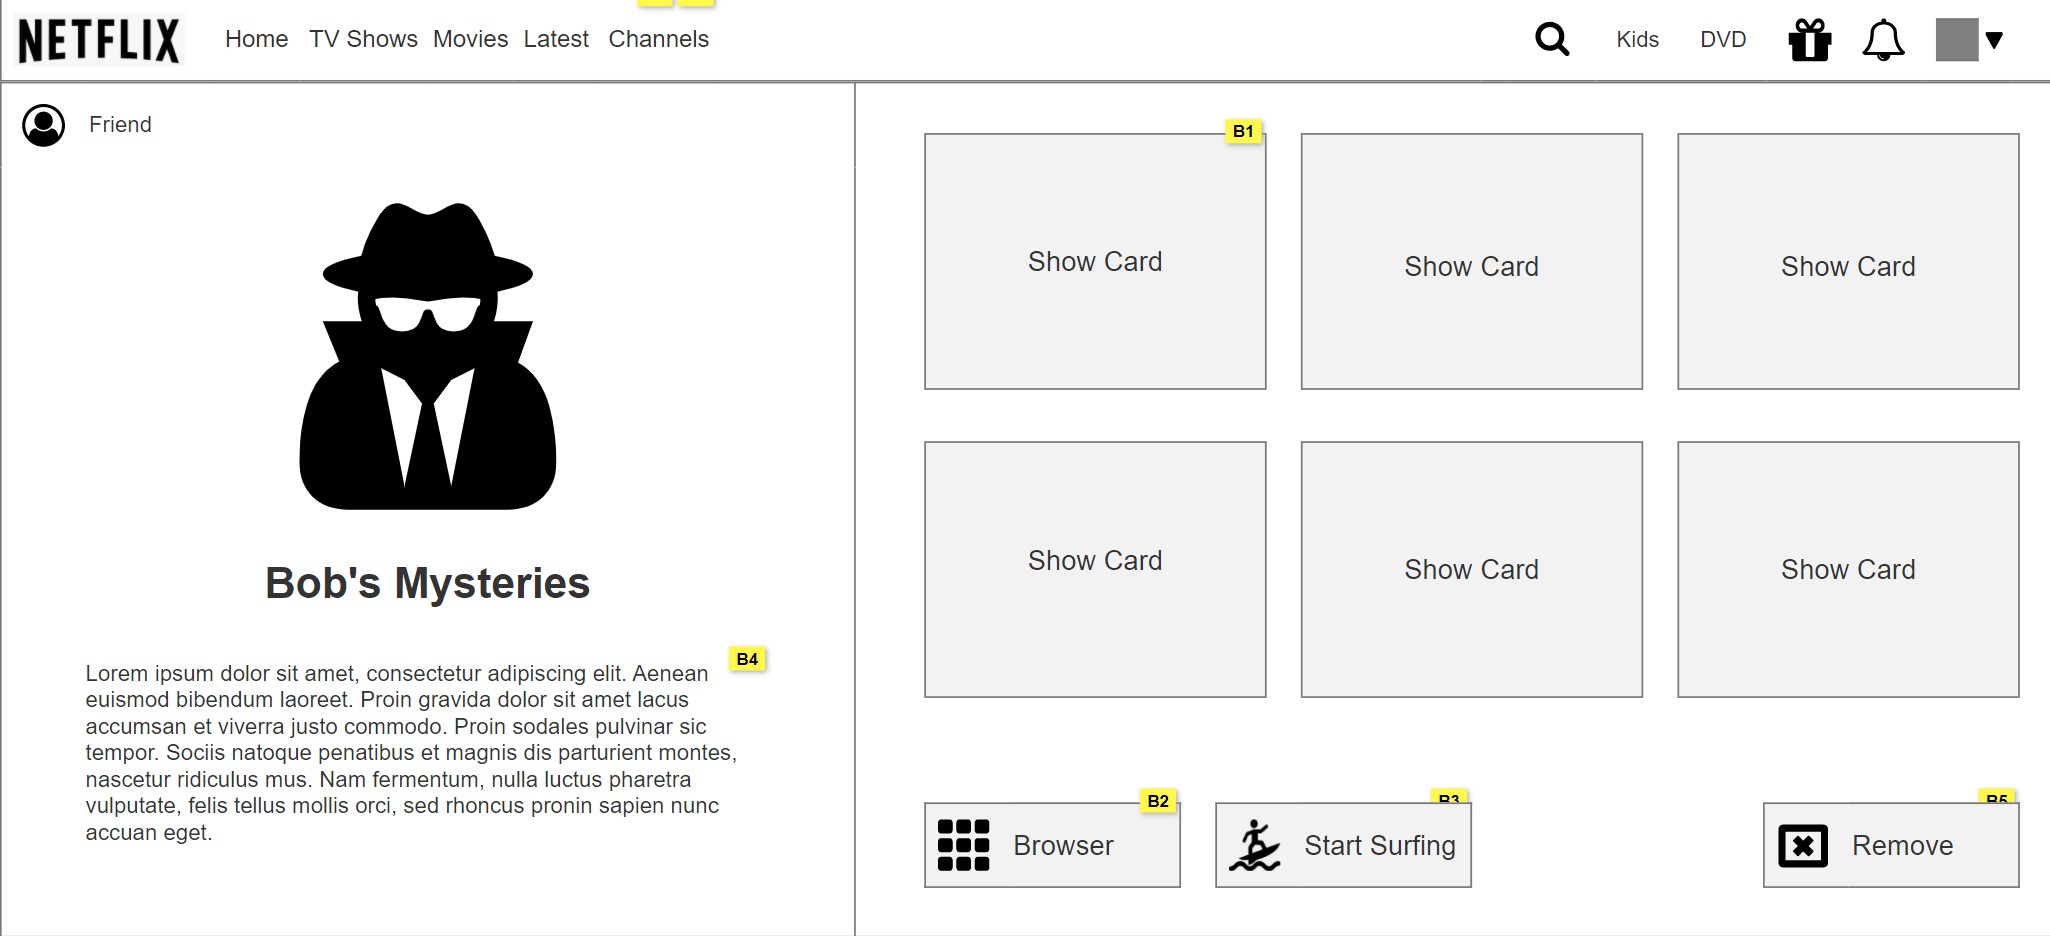 NETFLIX
Home TV Shows Movies Latest Channels
Kids DVD
Friend
Bob's Mysteries
B4
Lorem ipsum dolor sit amet, consectetur adipiscing elit. Aenean
euismod bibendum laoreet. Proin gravida dolor sit amet lacus
accumsan et viverra justo commodo. Proin sodales pulvinar sic
tempor. Sociis natoque penatibus et magnis dis parturient montes,
nascetur ridiculus mus. Nam fermentum, nulla luctus pharetra
vulputate, felis tellus mollis orci, sed rhoncus pronin sapien nunc
accuan eget.
B1
Show Card
Show Card
Show Card
Show Card
Show Card
Show Card
B2
Browser
B3
Start Surfing
B5
Remove